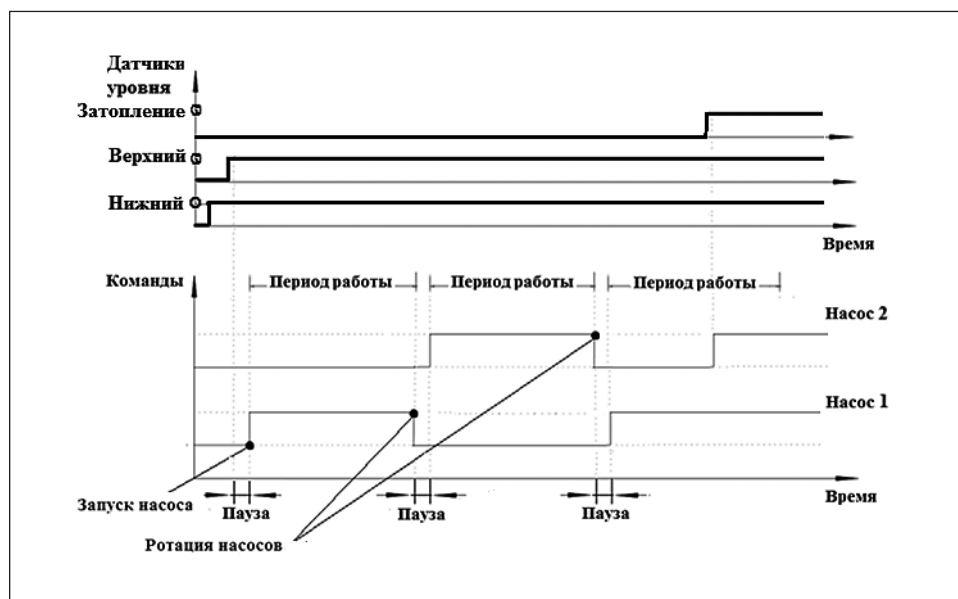 Датчики
уровня
Затопление
Верхний
Нижний
Время
Команды
Период работы
Период работы
Период работы
Насос 2
Насос 1
Время
Запуск насоса
Пауза
Пауза
Пауза
Ротация насосов